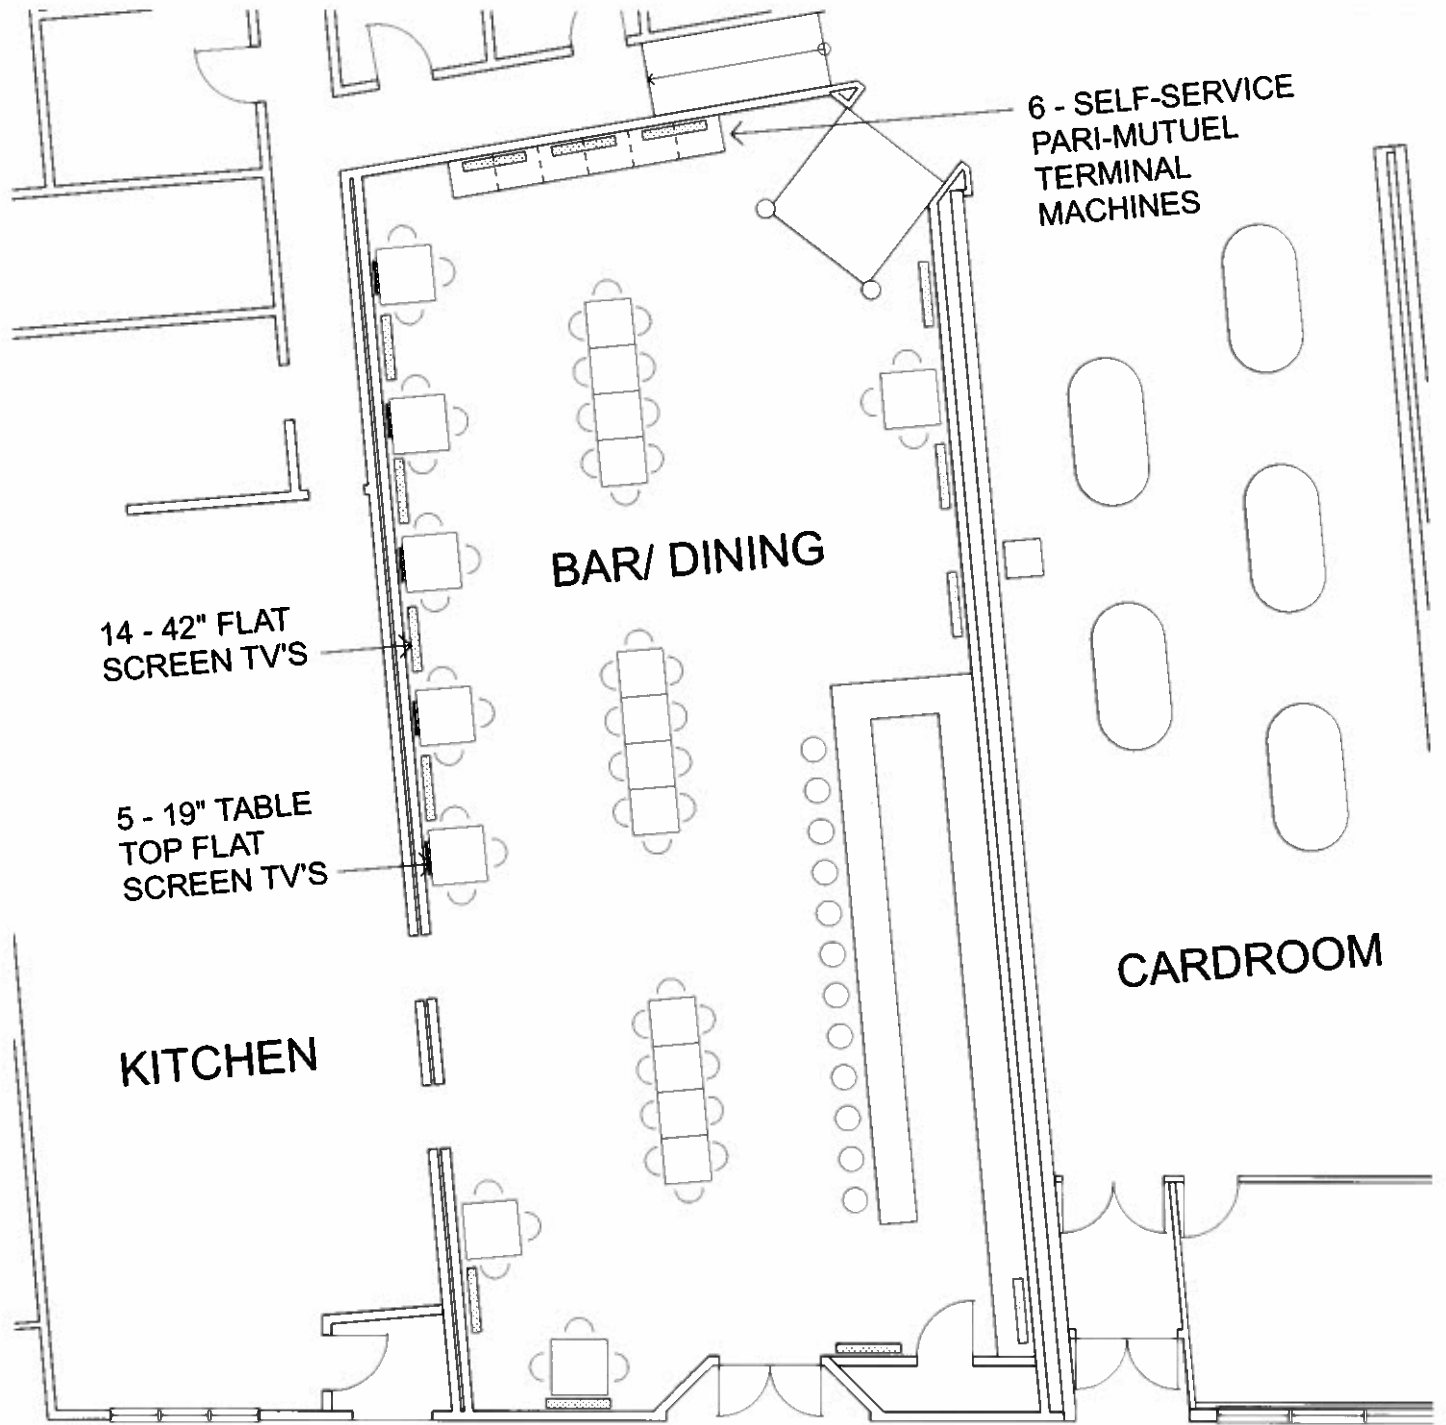 6 - SELF-SERVICE
PARI-MUTUEL
TERMINAL
MACHINES
BAR/ DINING
14 - 42" FLAT
SCREEN TV'S
5 - 19" TABLE
TOP FLAT
SCREEN TV'S
CARDROOM
KITCHEN